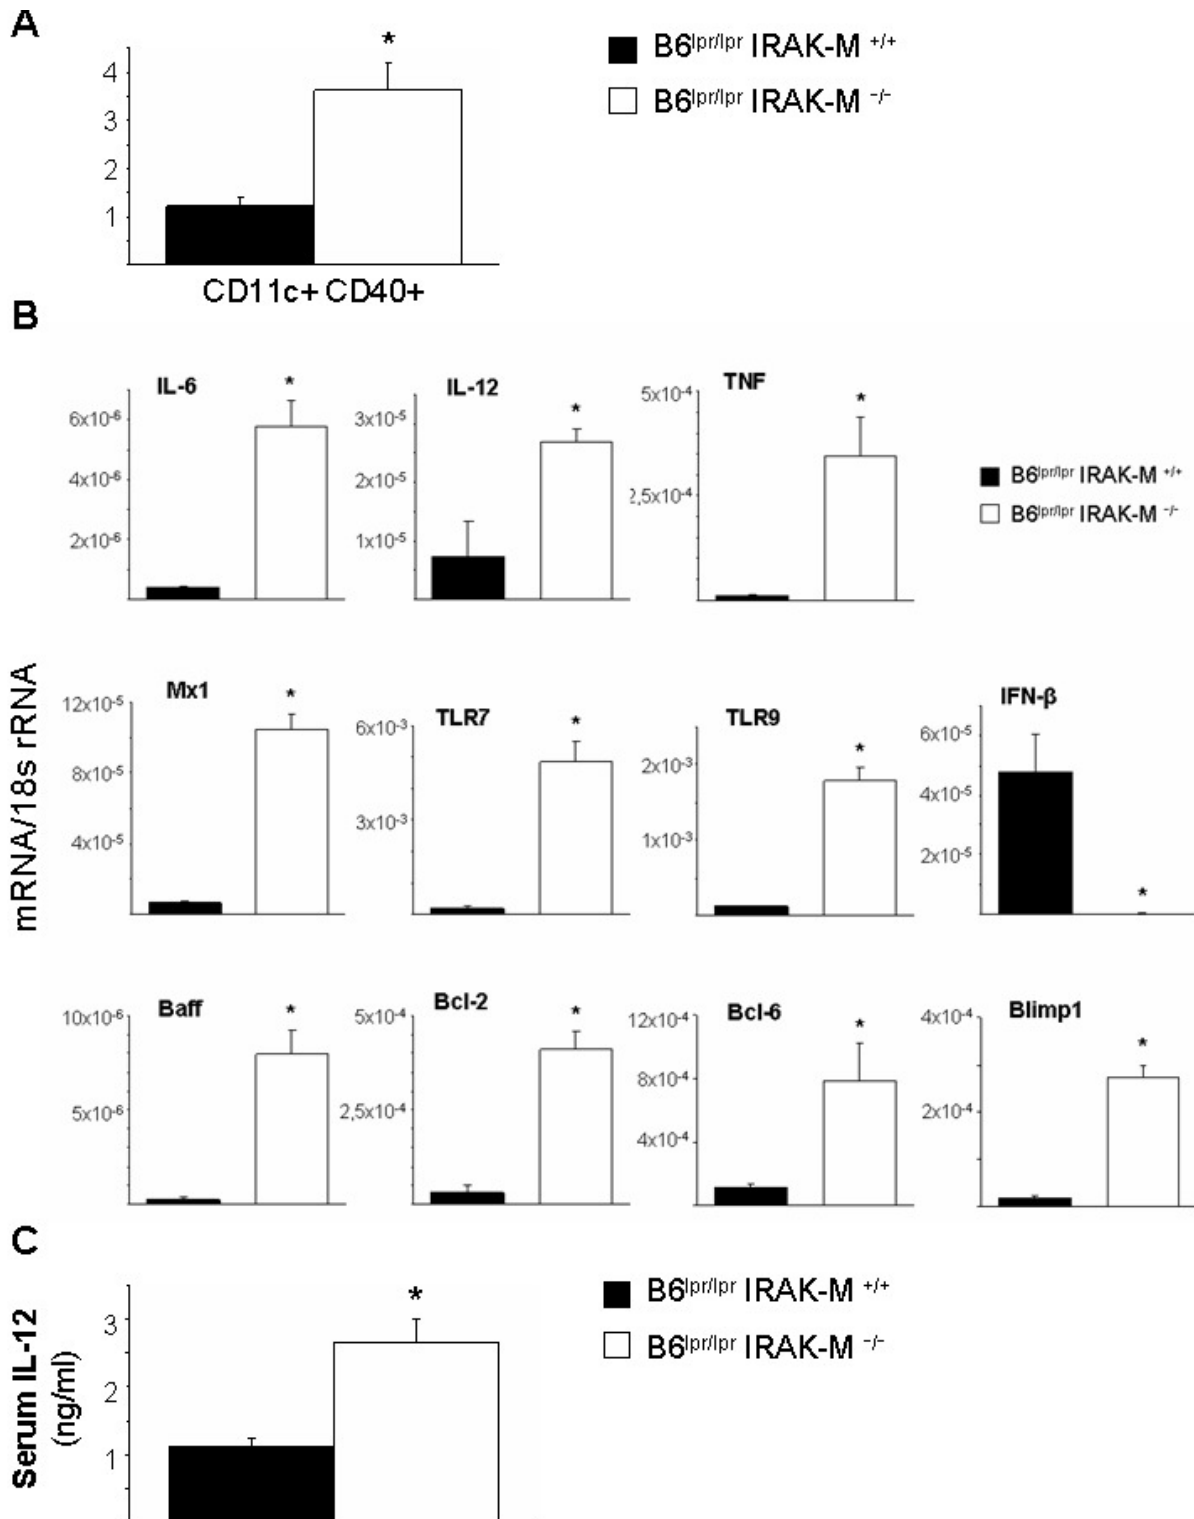 A
*
4
3
2
1
CD11c+ CD40+
B6lpr/lpr IRAK-M +/+
B6lpr/lpr IRAK-M -/-
B
mRNA/18s rRNA
IL-6
*
6x10-6
4x10-6
2x10-6
IL-12
*
3x10-5
2x10-5
1x10-5
TNF
*
5x10-4
2,5x10-4
B6lpr/lpr IRAK-M +/+
B6lpr/lpr IRAK-M -/-
Mx1
*
12x10-5
8x10-5
4x10-5
TLR7
*
6x10-3
3x10-3
TLR9
*
2x10-3
1x10-3
IFN-β
6x10-5
4x10-5
2x10-5
*
Baff
*
10x10-6
5x10-6
Bcl-2
*
5x10-4
2,5x10-4
Bcl-6
*
12x10-4
8x10-4
4x10-4
Blimp1
*
4x10-4
2x10-4
C
Serum IL-12
(ng/ml)
*
3
2
1
B6lpr/lpr IRAK-M +/+
B6lpr/lpr IRAK-M -/-